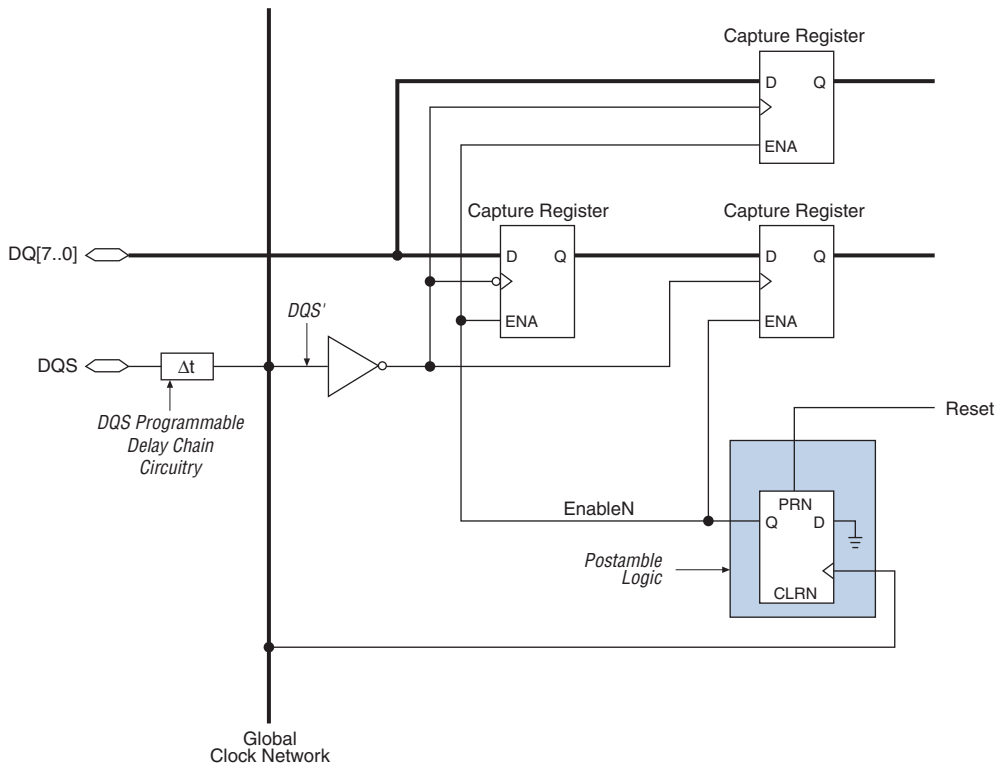 Capture Register
D Q
ENA
Capture Register
Capture Register
DQ[7..0]
D Q
ENA
D Q
ENA
DQS'
DQS
Δt
DQS Programmable
Delay Chain
Circuitry
Reset
EnableN
PRN
Q D
CLRN
Postamble
Logic
Global
Clock Network